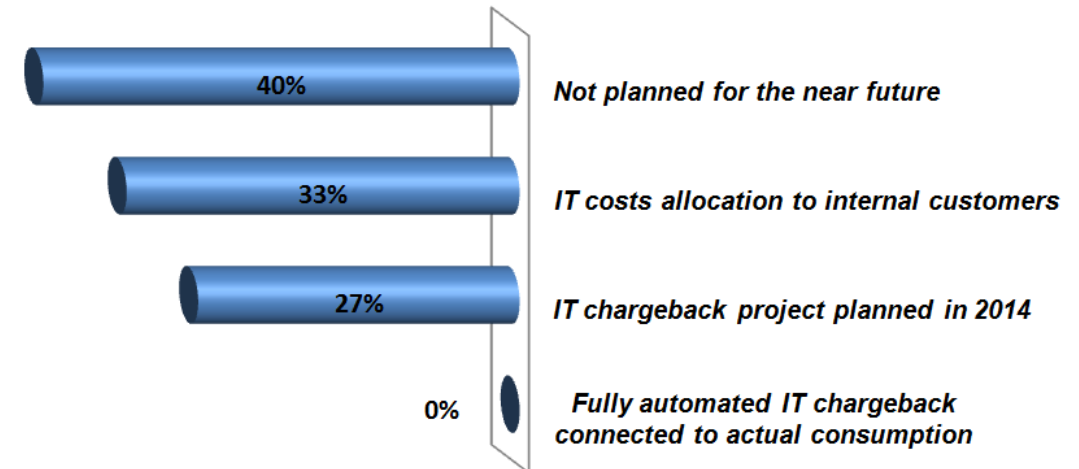 40%
Not planned for the near future
33%
IT costs allocation to internal customers
27%
IT chargeback project planned in 2014
0%
Fully automated IT chargeback
connected to actual consumption